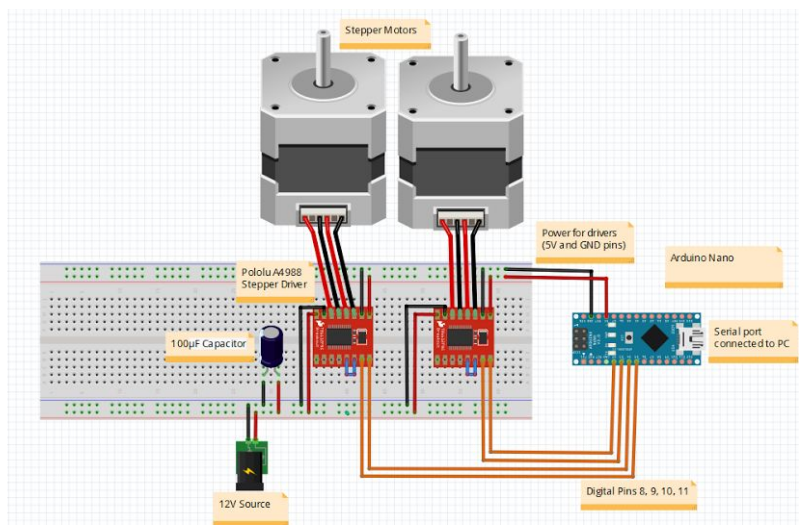 Stepper Motors
Power for drivers
(5V and GND pins)
Arduino Nano
Pololu A4988
Stepper Driver
100µF Capacitor
Serial port
connected to PC
12V Source
Digital Pins 8, 9, 10, 11